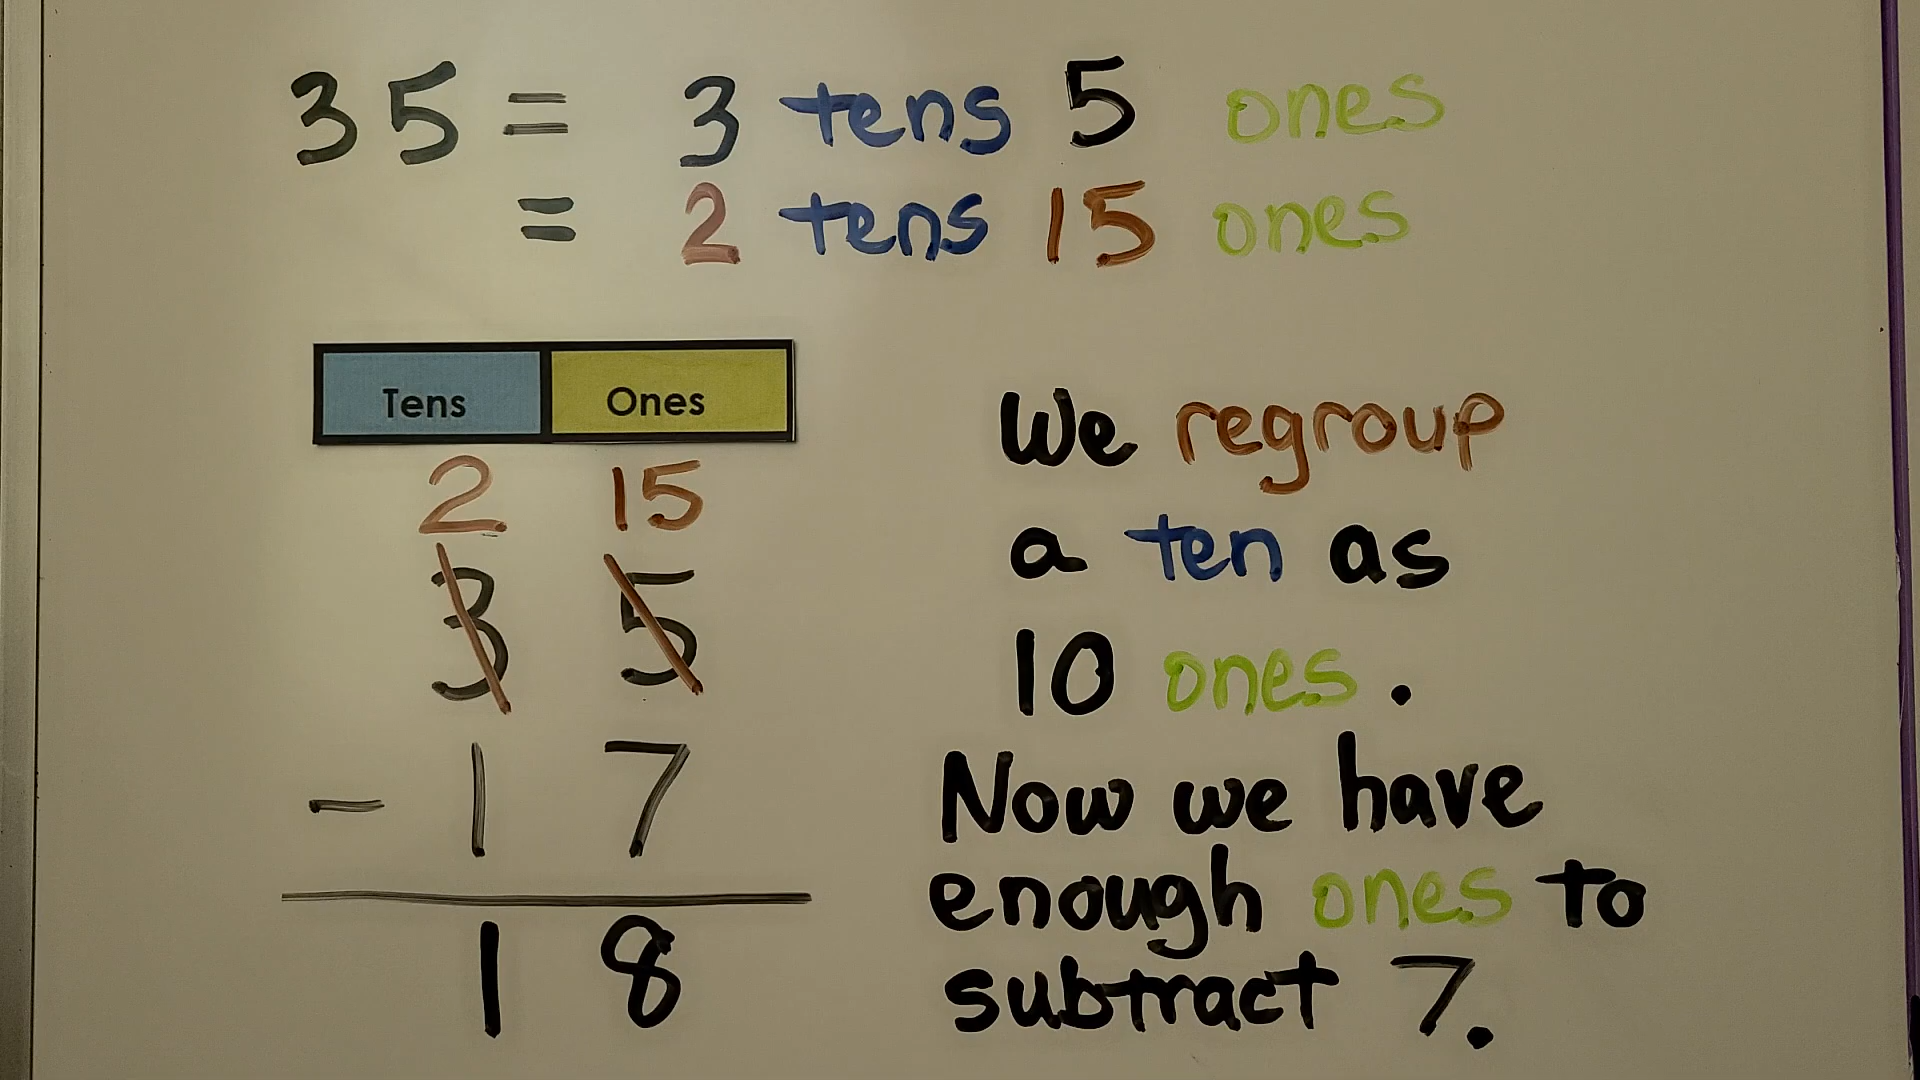 35 = 3 tens 5 ones
= 2 tens 15 ones
Tens Ones
2 15
3 5
- 1 7
1 8
We regroup
a ten as
10 ones.
Now we have
enough ones to
subtract 7.